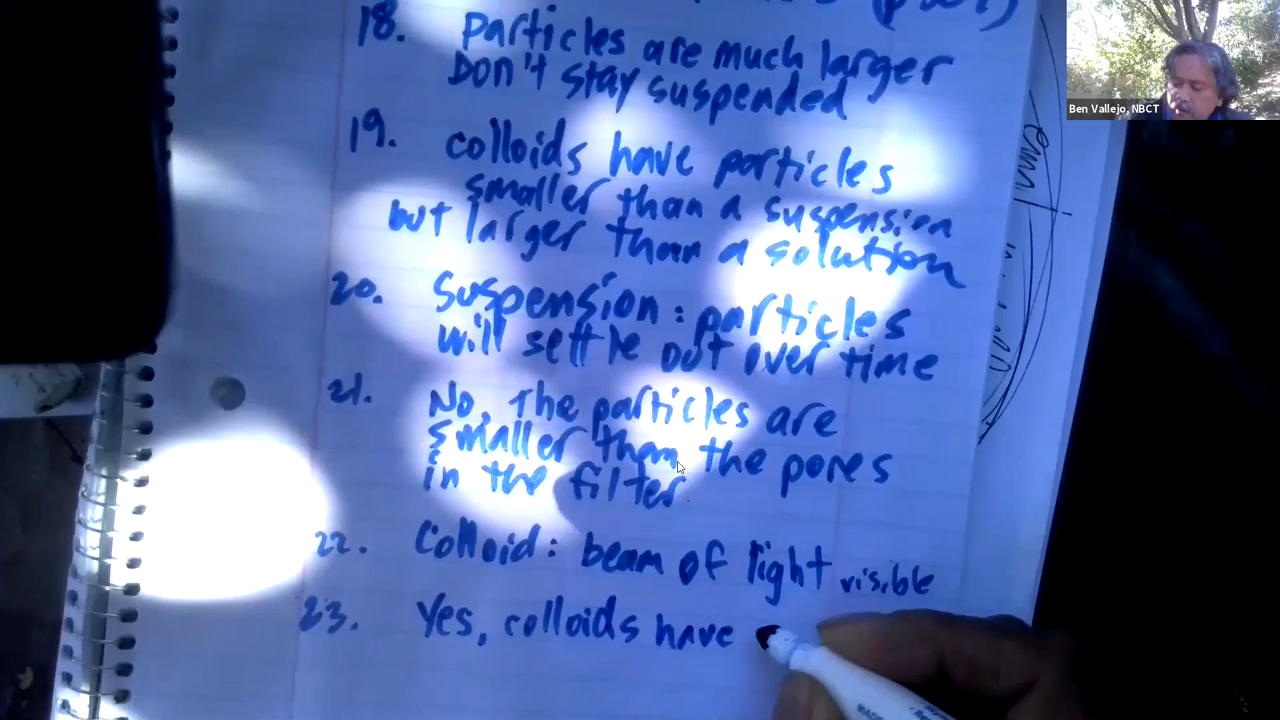 18. Particles are much larger
Don't stay suspended
19. colloids have particles
smaller than a suspension
but larger than a solution
20. Suspension: particles
will settle out over time
21. No, The particles are
smaller than the pores
in the filter.
22. Colloid: beam of light visible
23. Yes, colloids have
Ben Vallejo, NBCT